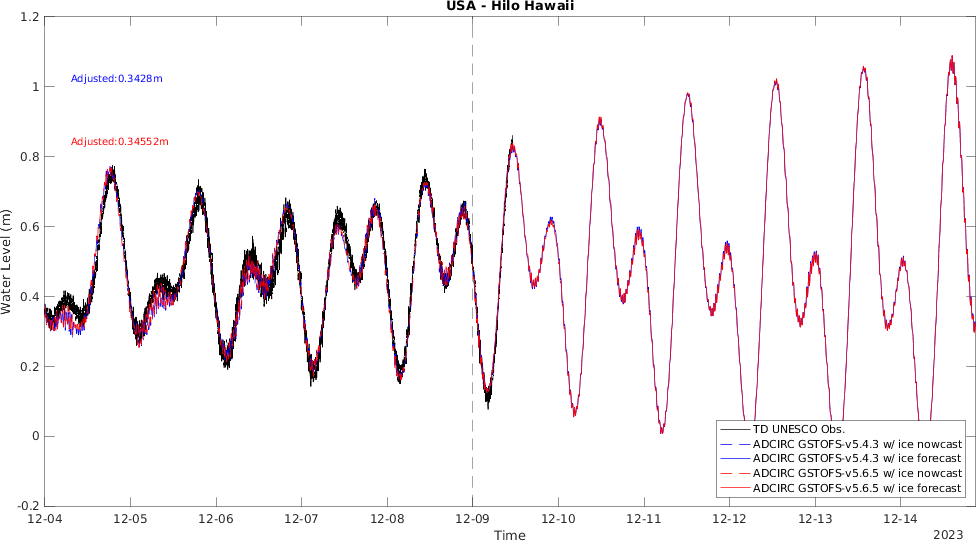 USA - Hilo Hawaii
Adjusted:0.3428m
Adjusted:0.34552m
Water Level (m)
1.2
1
0.8
0.6
0.4
0.2
0
-0.2
TD UNESCO Obs.
ADCIRC GSTOFS-v5.4.3 w/ ice nowcast
ADCIRC GSTOFS-v5.4.3 w/ ice forecast
ADCIRC GSTOFS-v5.6.5 w/ ice nowcast
ADCIRC GSTOFS-v5.6.5 w/ ice forecast
12-04 12-05 12-06 12-07 12-08 12-09 12-10 12-11 12-12 12-13 12-14
Time
2023